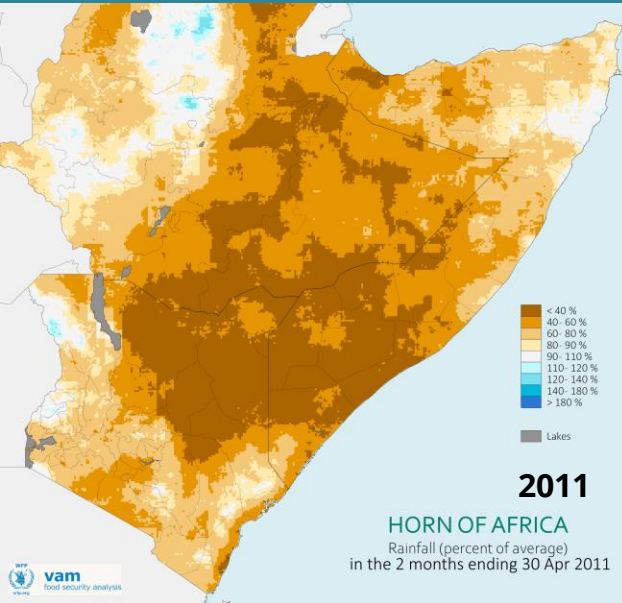 < 40 %
40- 60 %
60 - 80 %
80 - 90 %
90 - 110 %
110- 120 %
120- 140 %
140 - 180 %
> 180 %
Lakes
2011
HORN OF AFRICA
Rainfall (percent of average)
in the 2 months ending 30 Apr 2011
WFP
wfp.org
vam
food security analysis